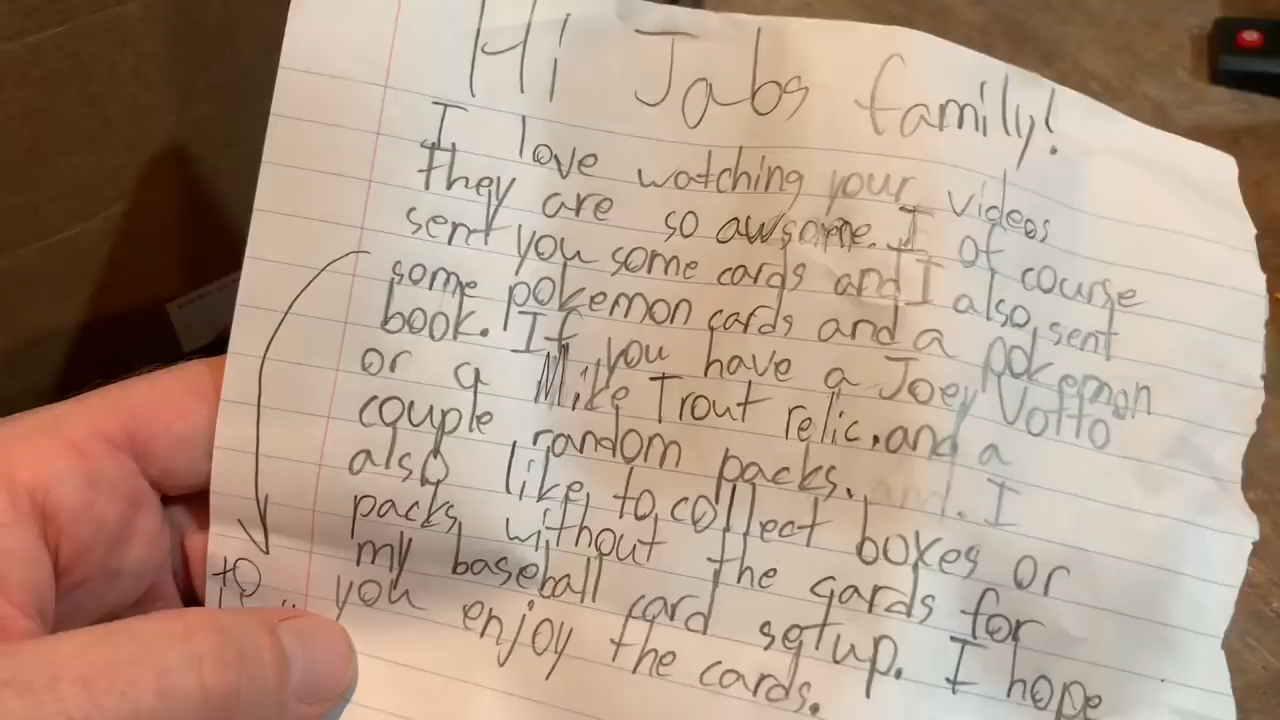 Hi Jabs family!
I love watching your videos
they are so awsome. I of course
sent you some cards and I also sent
some pokemon cards and a pokemon
book. If you have a Joey Votto
or a Mike Trout relic. and a
couple random packs. and. I
also like to collect boxes or
packs without the cards for
my baseball card setup. I hope
you enjoy the cards.
to